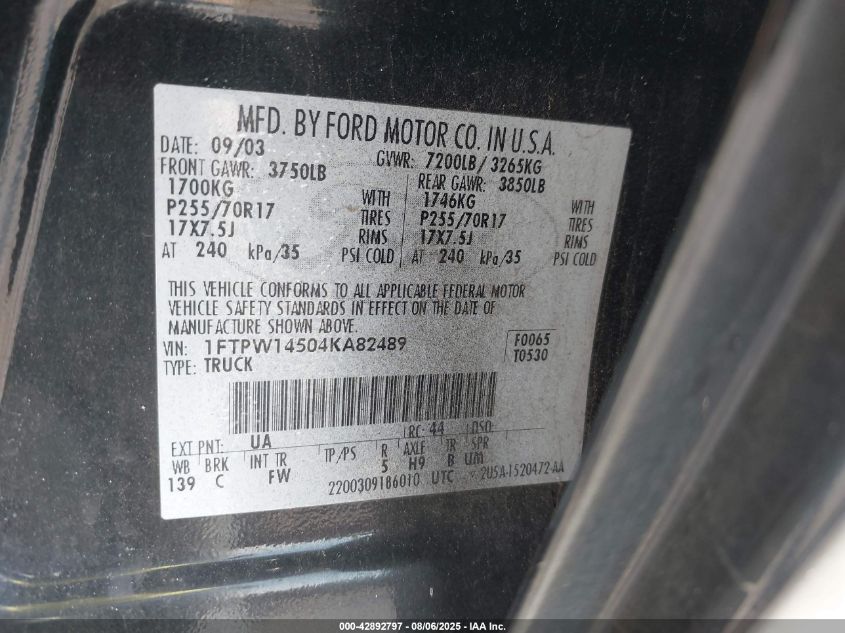 MFD. BY FORD MOTOR CO. IN U.S.A.
DATE: 09/03 GVWR: 7200LB/ 3265KG
FRONT GAWR: 3750LB REAR GAWR: 3850LB
1700KG WITH 1746KG WITH
P255/70R17 TIRES P255/70R17 TIRES
17X7.5J RIMS 17X7.5J RIMS
AT 240 kPa/35 PSI COLD AT 240 kPa/35 PSI COLD
THIS VEHICLE CONFORMS TO ALL APPLICABLE FEDERAL MOTOR
VEHICLE SAFETY STANDARDS IN EFFECT ON THE DATE OF
MANUFACTURE SHOWN ABOVE.
VIN: 1FTPW14504KA82489 F0065
TYPE: TRUCK T0530
RC: 44 DSO:
EXT PNT: UA
WB BRK INT TR TP/PS R AXLE TR SPR
139 C FW 5 H9 B UM
2200309186010 UTC 2U5A-1520472-AA
000-42892797 - 08/06/2025 - IAA Inc.